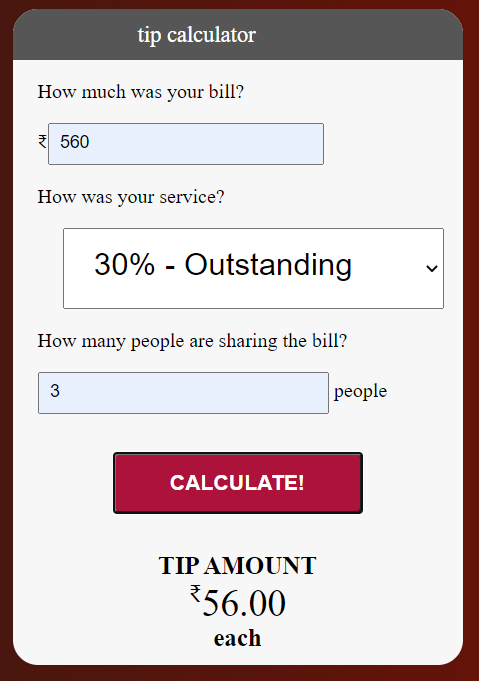 tip calculator
How much was your bill?
₹ 560
How was your service?
30% - Outstanding
How many people are sharing the bill?
3 people
CALCULATE!
TIP AMOUNT
₹56.00
each